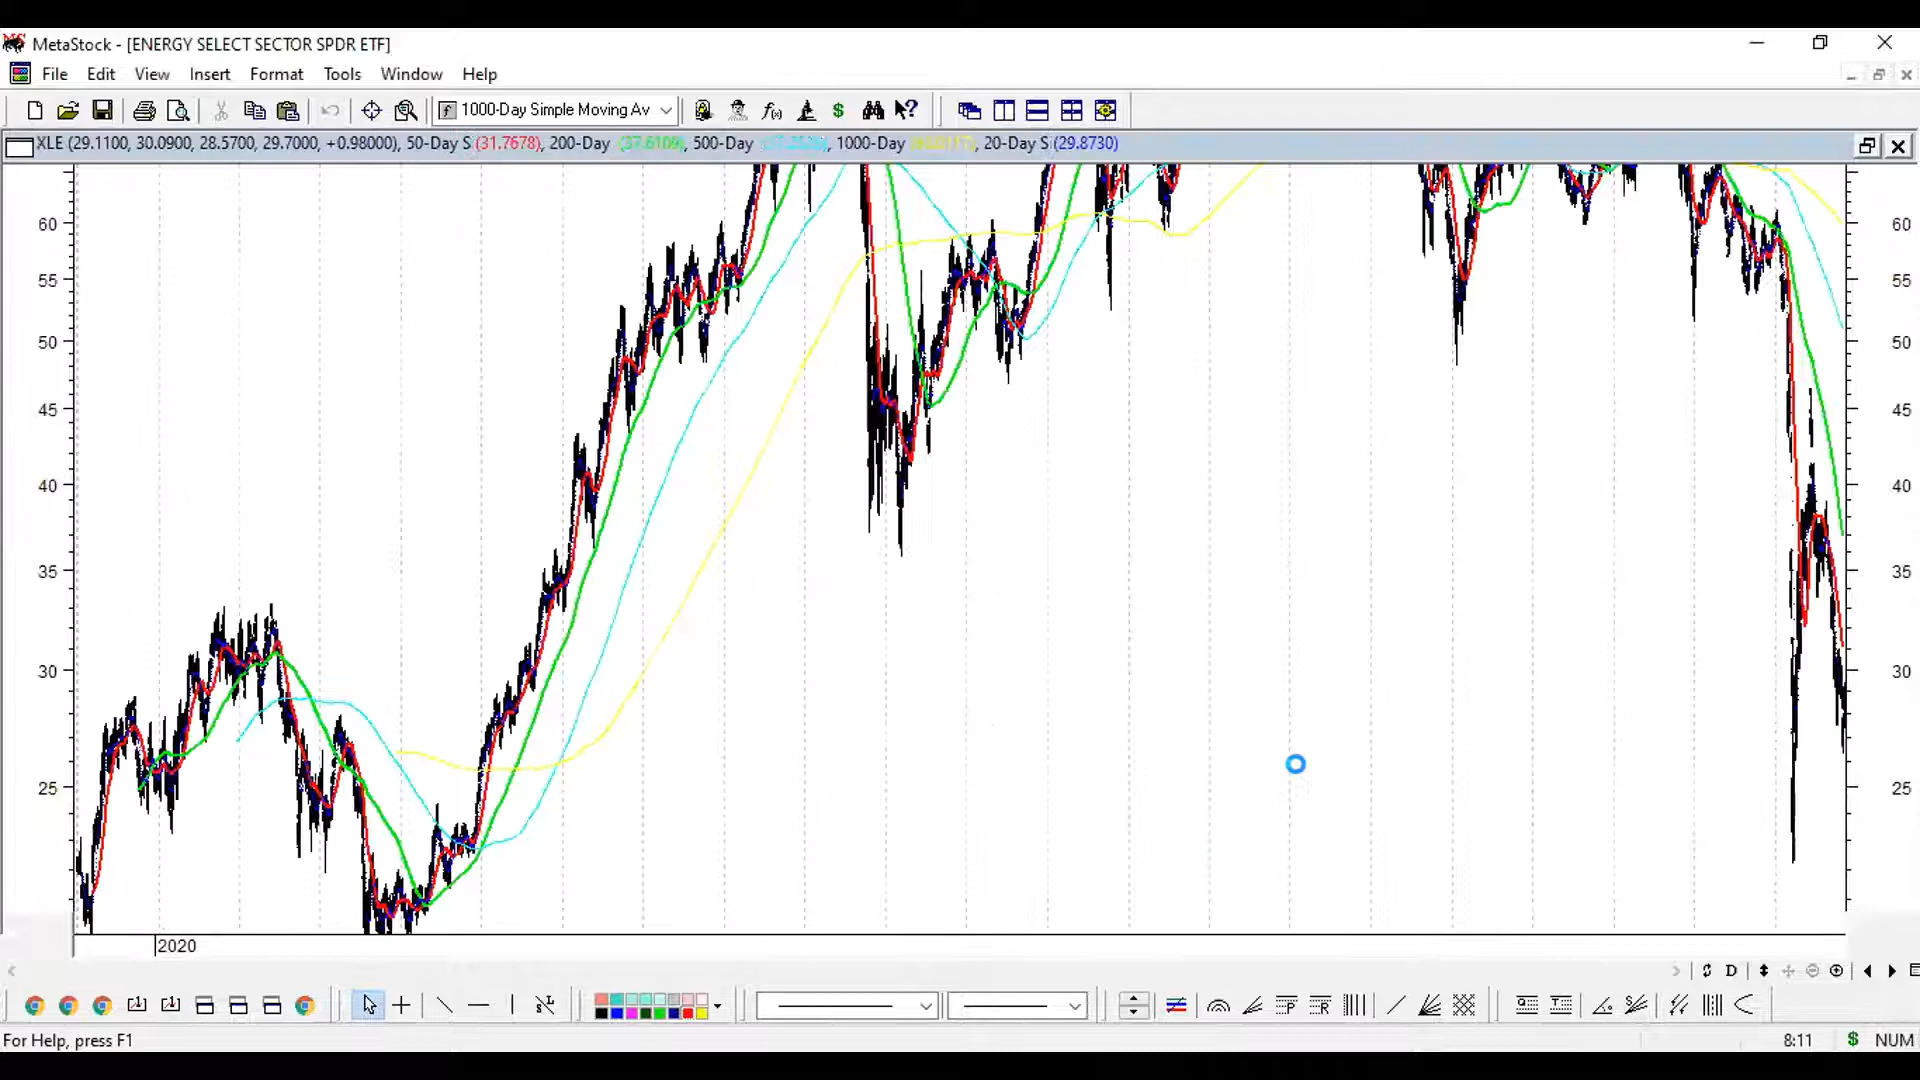 MetaStock - [ENERGY SELECT SECTOR SPDR ETF]
File Edit View Insert Format Tools Window Help
1000-Day Simple Moving Av
XLE (29.1100, 30.0900, 28.5700, 29.7000, +0.98000), 50-Day S (31.7678), 200-Day (37.6109), 500-Day , 1000-Day , 20-Day S (29.8730)
60 60
55 55
50 50
45 45
40 40
35 35
30 30
25 25
2020
D
For Help, press F1 8:11 $ NUM